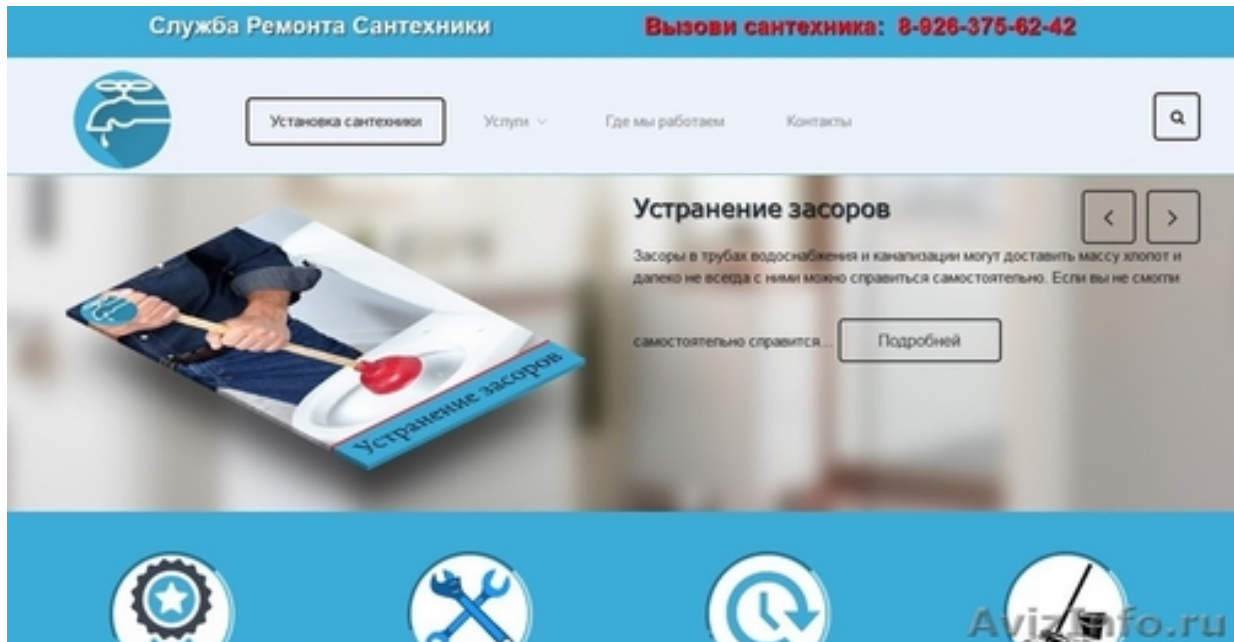 Служба Ремонта Сантехники
Вызови сантехника: 8-926-375-62-42
Установка сантехники
Услуги
Где мы работаем
Контакты
Устранение засоров
Засоры в трубах водоснабжения и канализации могут доставить массу хлопот и
далеко не всегда с ними можно справиться самостоятельно. Если вы не смогли
самостоятельно справится...
Подробней
Устранение засоров
AvizInfo.ru